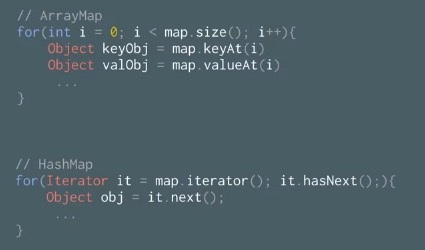 // ArrayMap
for(int i = 0; i < map.size(); i++){
    Object keyObj = map.keyAt(i)
    Object valObj = map.valueAt(i)
     ...
}
// HashMap
for(Iterator it = map.iterator(); it.hasNext();){
    Object obj = it.next();
     ...
}